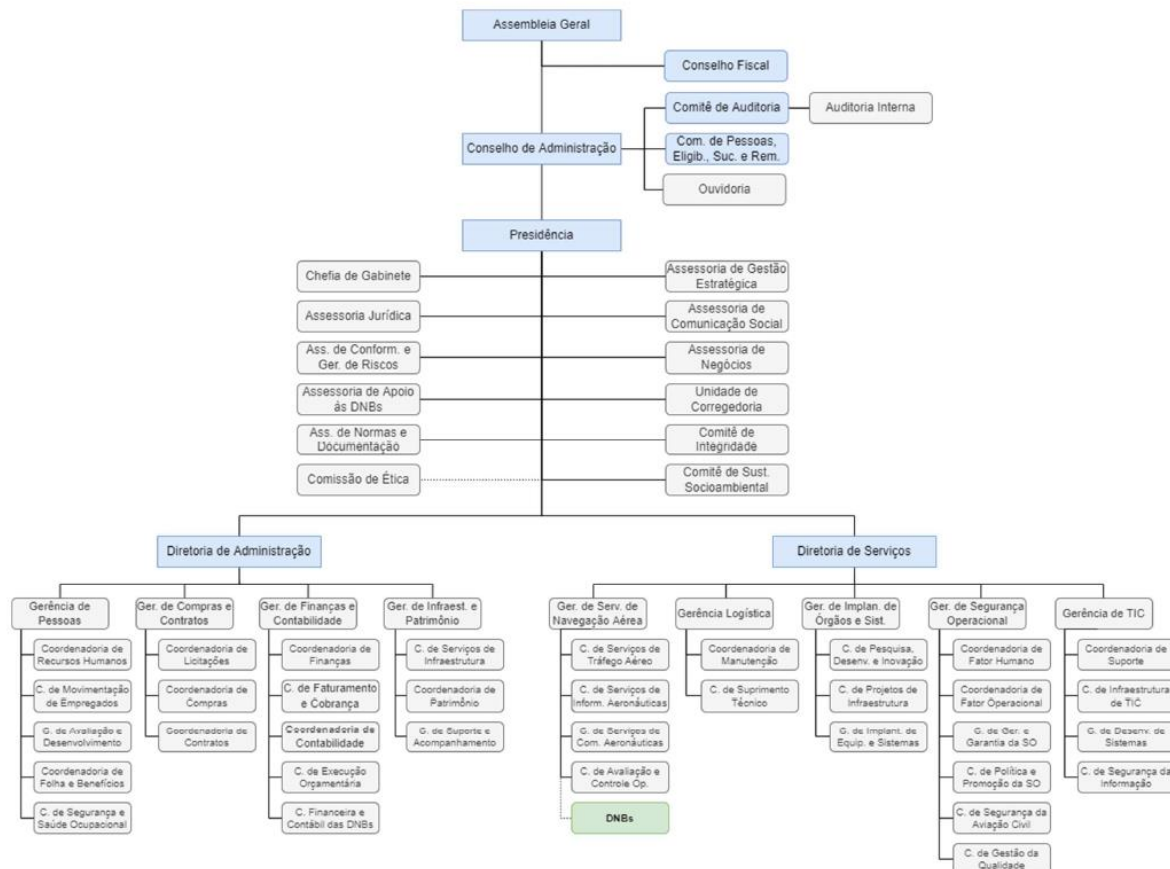 Assembleia Geral
Conselho Fiscal
Comitê de Auditoria
Auditoria Interna
Conselho de Administração
Com. de Pessoas,
Eligib., Suc. e Rem.
Ouvidoria
Presidência
Chefia de Gabinete
Assessoria de Gestão
Estratégica
Assessoria Jurídica
Assessoria de
Comunicação Social
Ass. de Conform. e
Ger. de Riscos
Assessoria de
Negócios
Assessoria de Apoio
às DNBs
Unidade de
Corregedoria
Ass. de Normas e
Documentação
Comitê de
Integridade
Comissão de Ética
Comitê de Sust.
Socioambiental
Diretoria de Administração
Diretoria de Serviços
Gerência de
Pessoas
Coordenadoria de
Recursos Humanos
C. de Movimentação
de Empregados
C. de Avaliação e
Desenvolvimento
Coordenadoria de
Folha e Benefícios
C. de Segurança e
Saúde Ocupacional
Ger. de Compras e
Contratos
Coordenadoria de
Licitações
Coordenadoria de
Compras
Coordenadoria de
Contratos
Ger. de Finanças e
Contabilidade
Coordenadoria de
Finanças
C. de Faturamento
e Cobrança
Coordenadoria de
Contabilidade
C. de Execução
Orçamentária
C. Financeira e
Contábil das DNBs
Ger. de Infraest. e
Patrimônio
C. de Serviços de
Infraestrutura
Coordenadoria de
Patrimônio
C. de Suporte e
Acompanhamento
Ger. de Serv. de
Navegação Aérea
C. de Serviços de
Tráfego Aéreo
C. de Serviços de
Inform. Aeronáuticas
C. de Serviços de
Com. Aeronáuticas
C. de Avaliação e
Controle Op.
DNBs
Gerência Logística
Coordenadoria de
Manutenção
C. de Suprimento
Técnico
Ger. de Implan. de
Órgãos e Sist.
C. de Pesquisa,
Desenv. e Inovação
C. de Projetos de
Infraestrutura
C. de Implant. de
Equip. e Sistemas
Ger. de Segurança
Operacional
Coordenadoria de
Fator Humano
Coordenadoria de
Fator Operacional
C. de Ger. e
Garantia da SO
C. de Política e
Promoção da SO
C. de Segurança da
Aviação Civil
C. de Gestão da
Qualidade
Gerência de TIC
Coordenadoria de
Suporte
C. de Infraestrutura
de TIC
C. de Desenv. de
Sistemas
C. de Segurança da
Informação